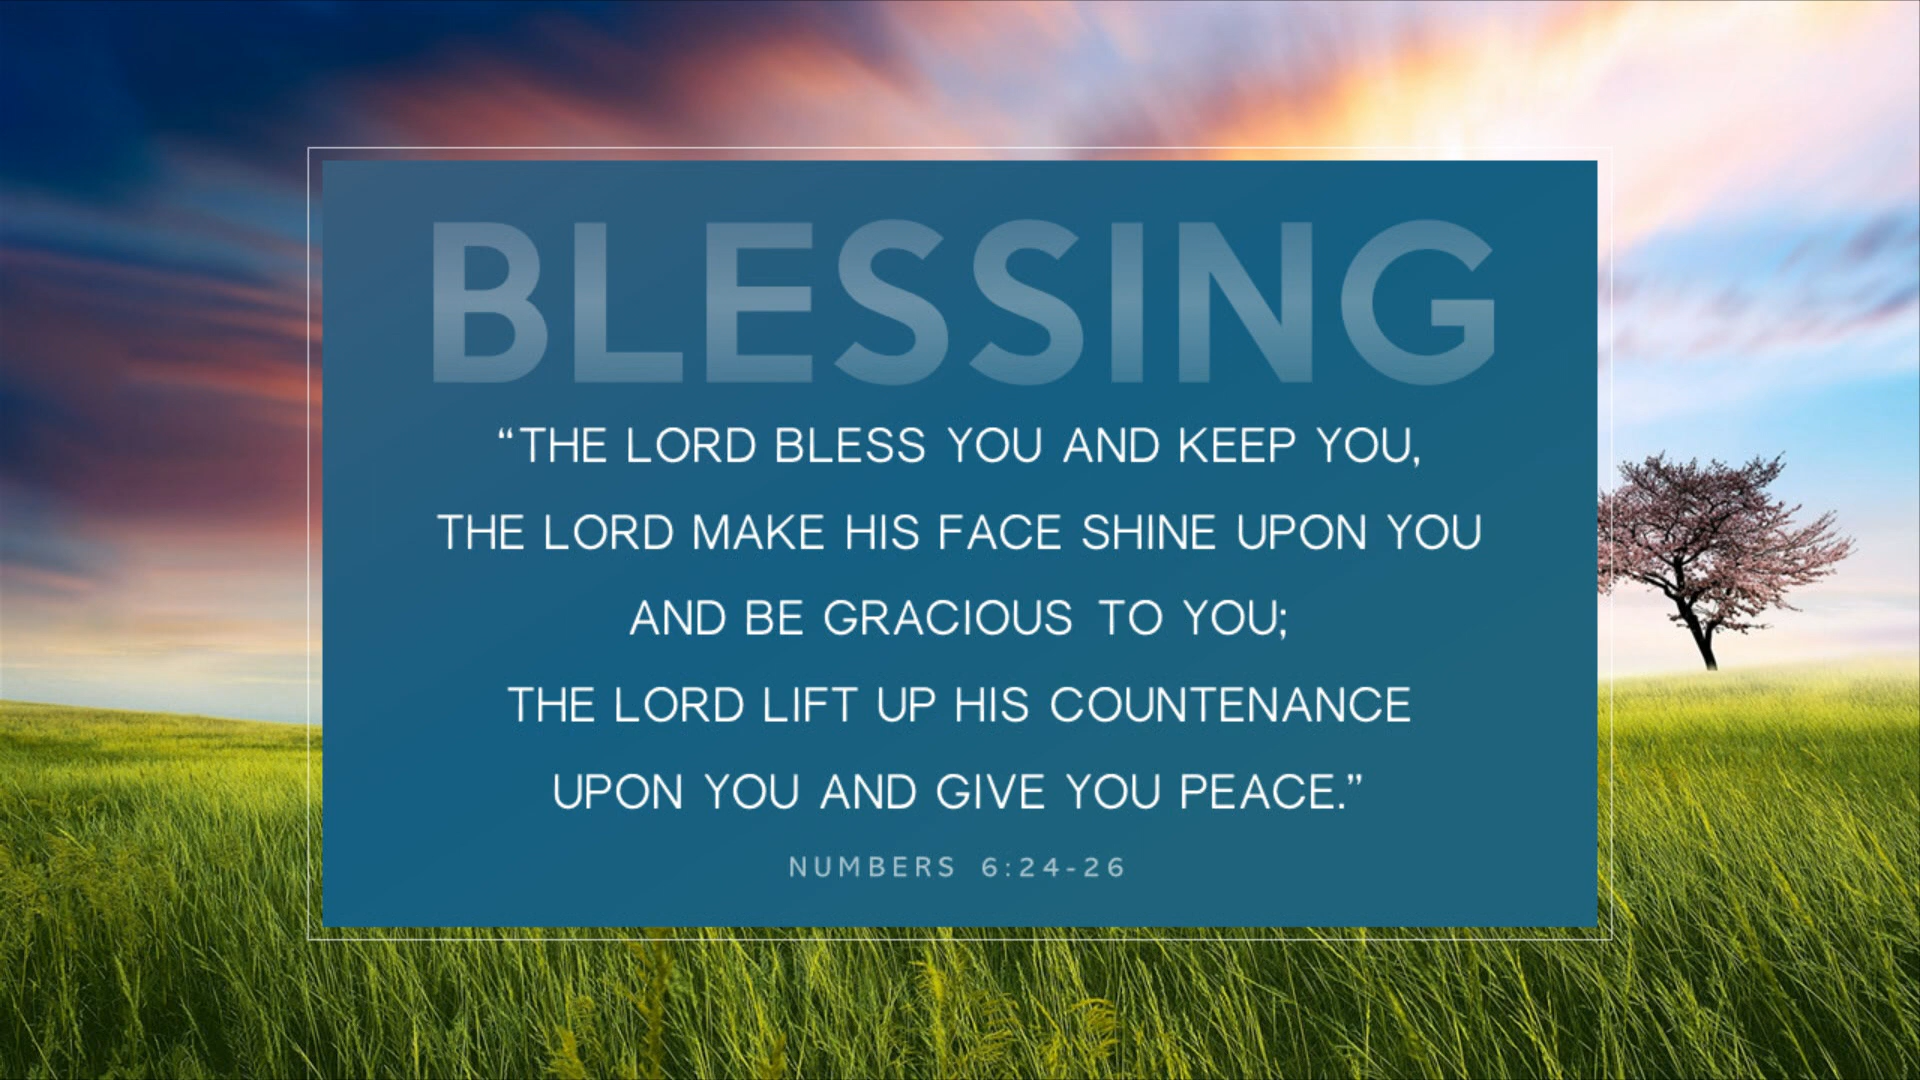 BLESSING
“THE LORD BLESS YOU AND KEEP YOU,
THE LORD MAKE HIS FACE SHINE UPON YOU
AND BE GRACIOUS TO YOU;
THE LORD LIFT UP HIS COUNTENANCE
UPON YOU AND GIVE YOU PEACE.”
NUMBERS 6:24-26